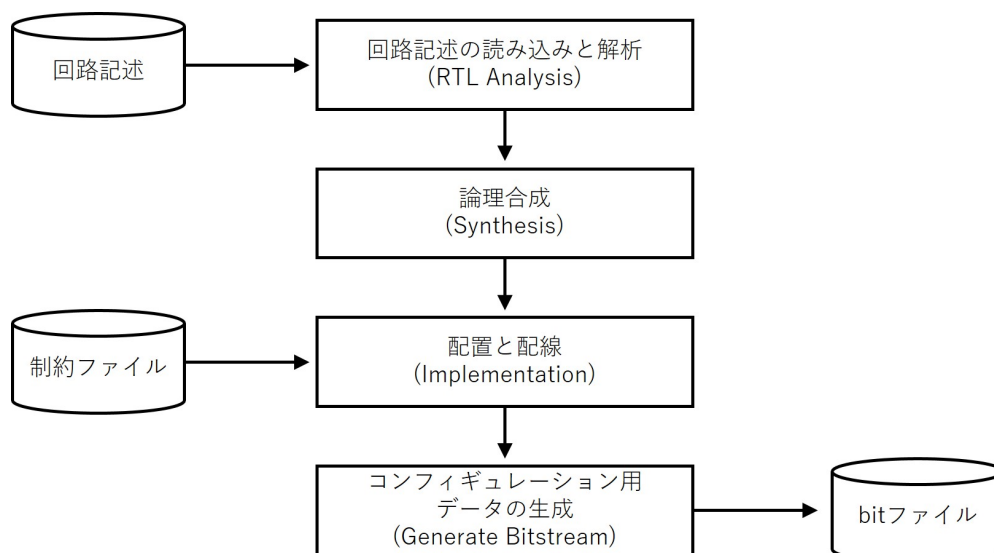 回路記述
回路記述の読み込みと解析
(RTL Analysis)
論理合成
(Synthesis)
制約ファイル
配置と配線
(Implementation)
コンフィギュレーション用
データの生成
(Generate Bitstream)
bitファイル